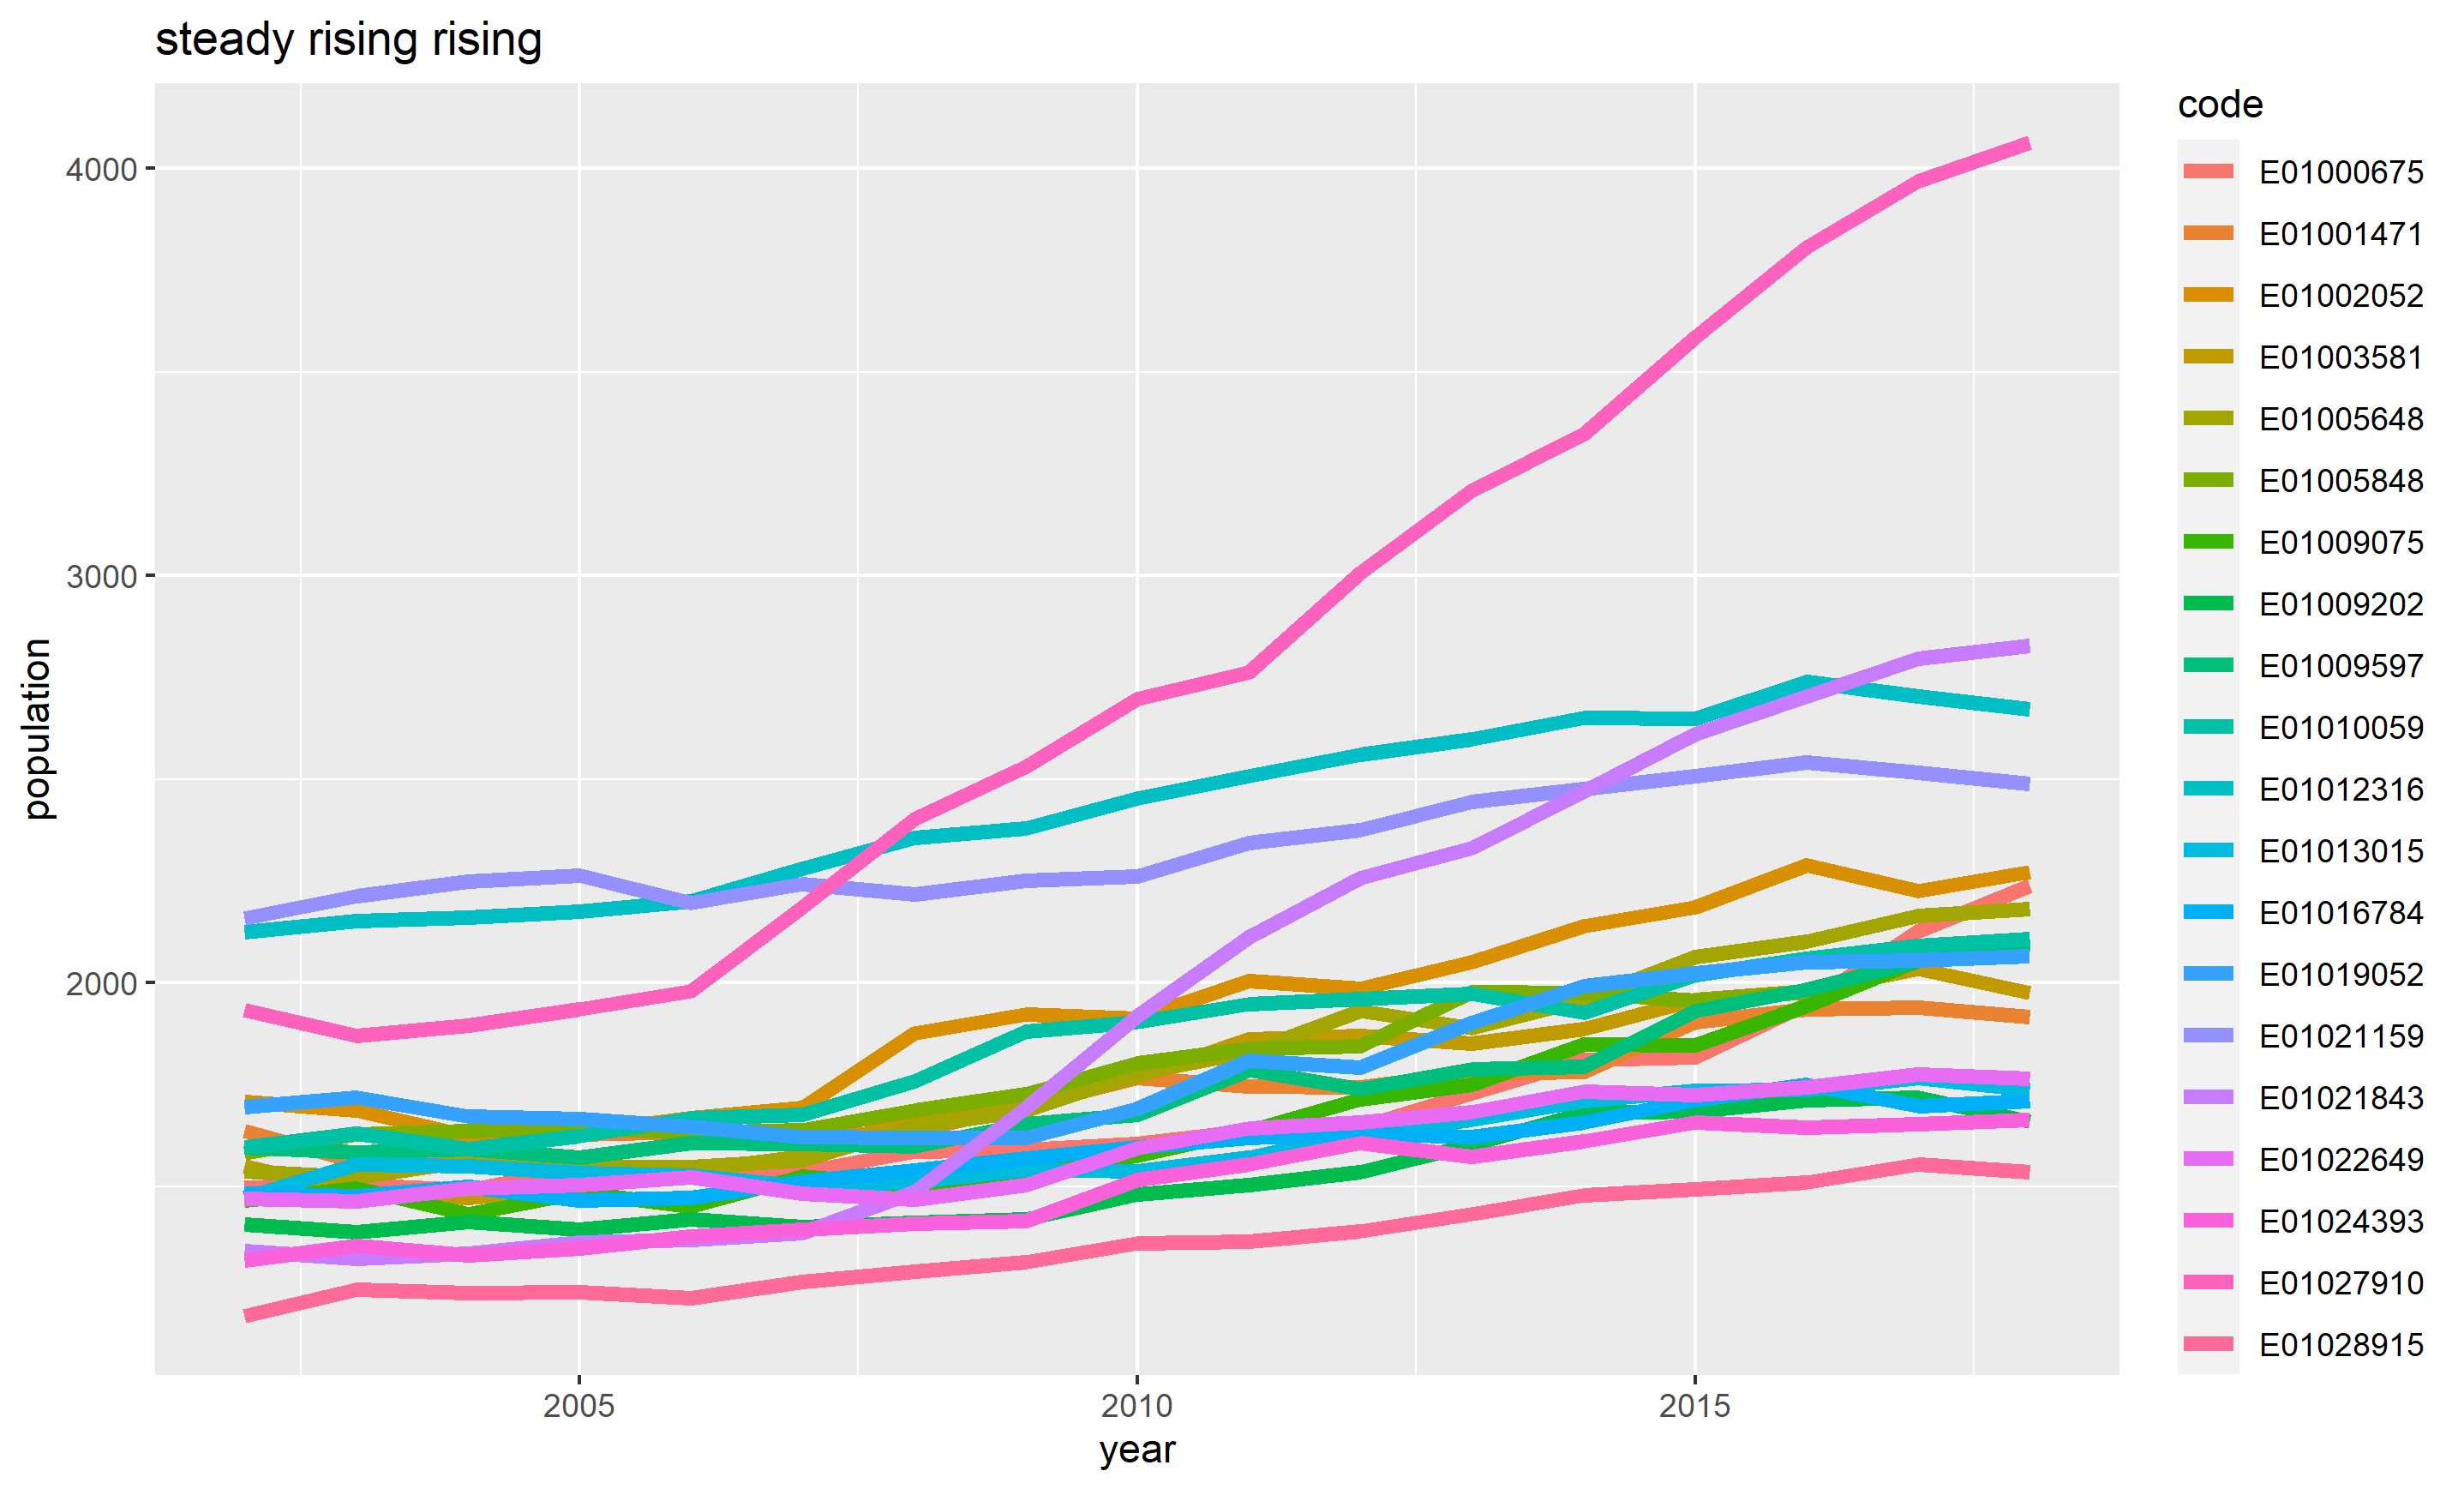 steady rising rising
code
4000
3000
2000
population
2005
2010
2015
year
E01000675
E01001471
E01002052
E01003581
E01005648
E01005848
E01009075
E01009202
E01009597
E01010059
E01012316
E01013015
E01016784
E01019052
E01021159
E01021843
E01022649
E01024393
E01027910
E01028915